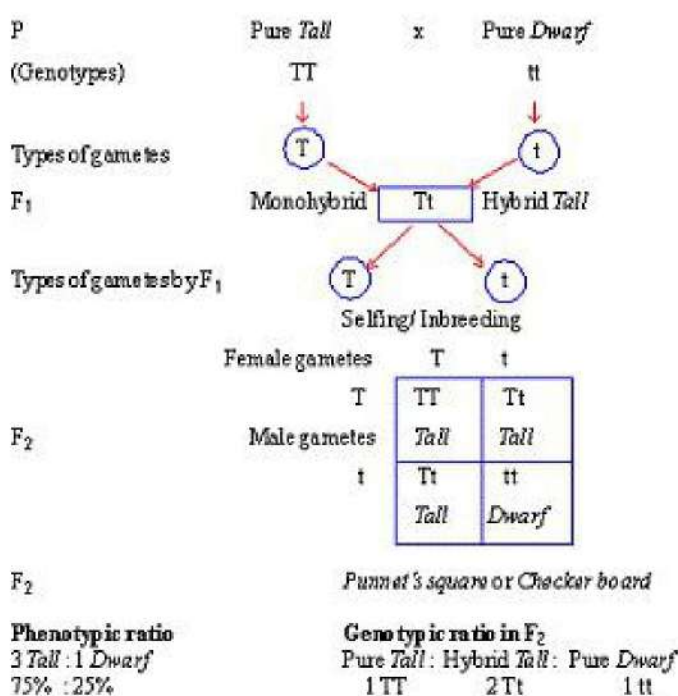 P Pure Tall x Pure Dwarf
(Genotypes) TT tt
Types of gametes T t
F1 Monohybrid Tt Hybrid Tall
Types of gametes by F1 T t
Selfing/ Inbreeding
Female gametes T t
T TT Tt
F2 Male gametes Tall Tall
t Tt tt
Tall Dwarf
F2 Punnet's square or Checker board
Phenotypic ratio Genotypic ratio in F2
3 Tall : 1 Dwarf Pure Tall : Hybrid Tall : Pure Dwarf
75% : 25% 1 TT 2 Tt 1 tt